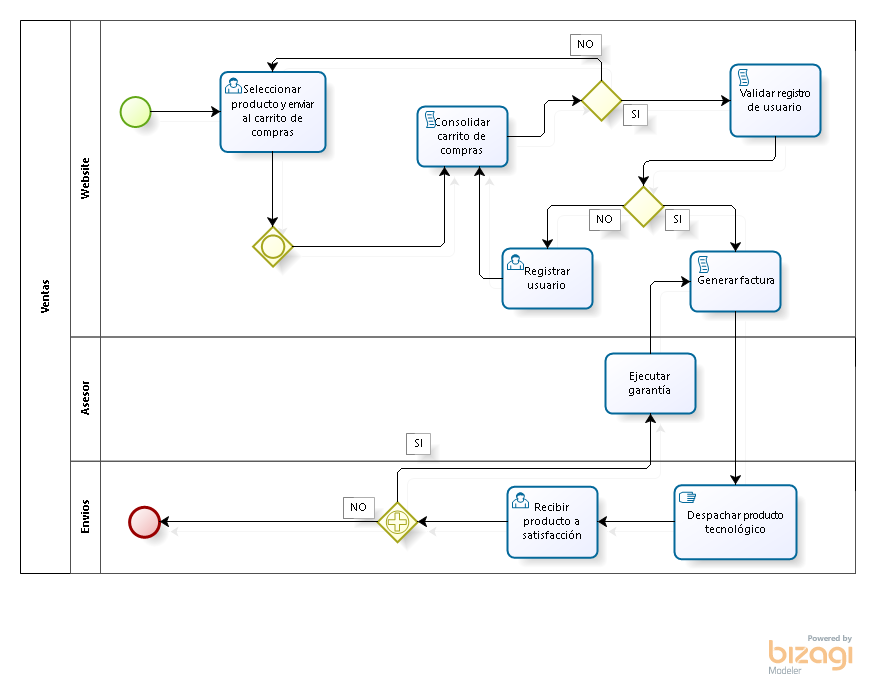 Ventas
Website
Asesor
Envios
Seleccionar
producto y enviar
al carrito de
compras
Consolidar
carrito de
compras
NO
SI
Validar registro
de usuario
NO
SI
Registrar
usuario
Generar factura
Ejecutar
garantía
SI
NO
Recibir
producto a
satisfacción
Despachar producto
tecnológico
Powered by
bizagi
Modeler